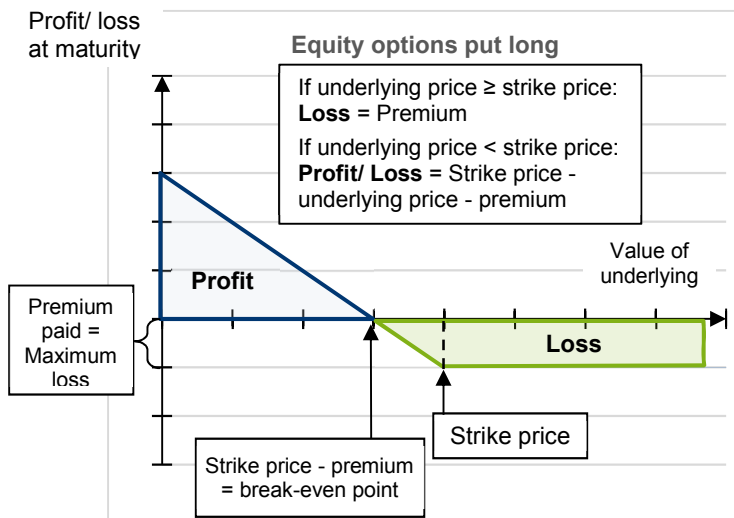 Profit/ loss
at maturity
Equity options put long
If underlying price ≥ strike price:
Loss = Premium
If underlying price < strike price:
Profit/ Loss = Strike price -
underlying price - premium
Value of
underlying
Profit
Premium
paid =
Maximum
loss
Loss
Strike price
Strike price - premium
= break-even point